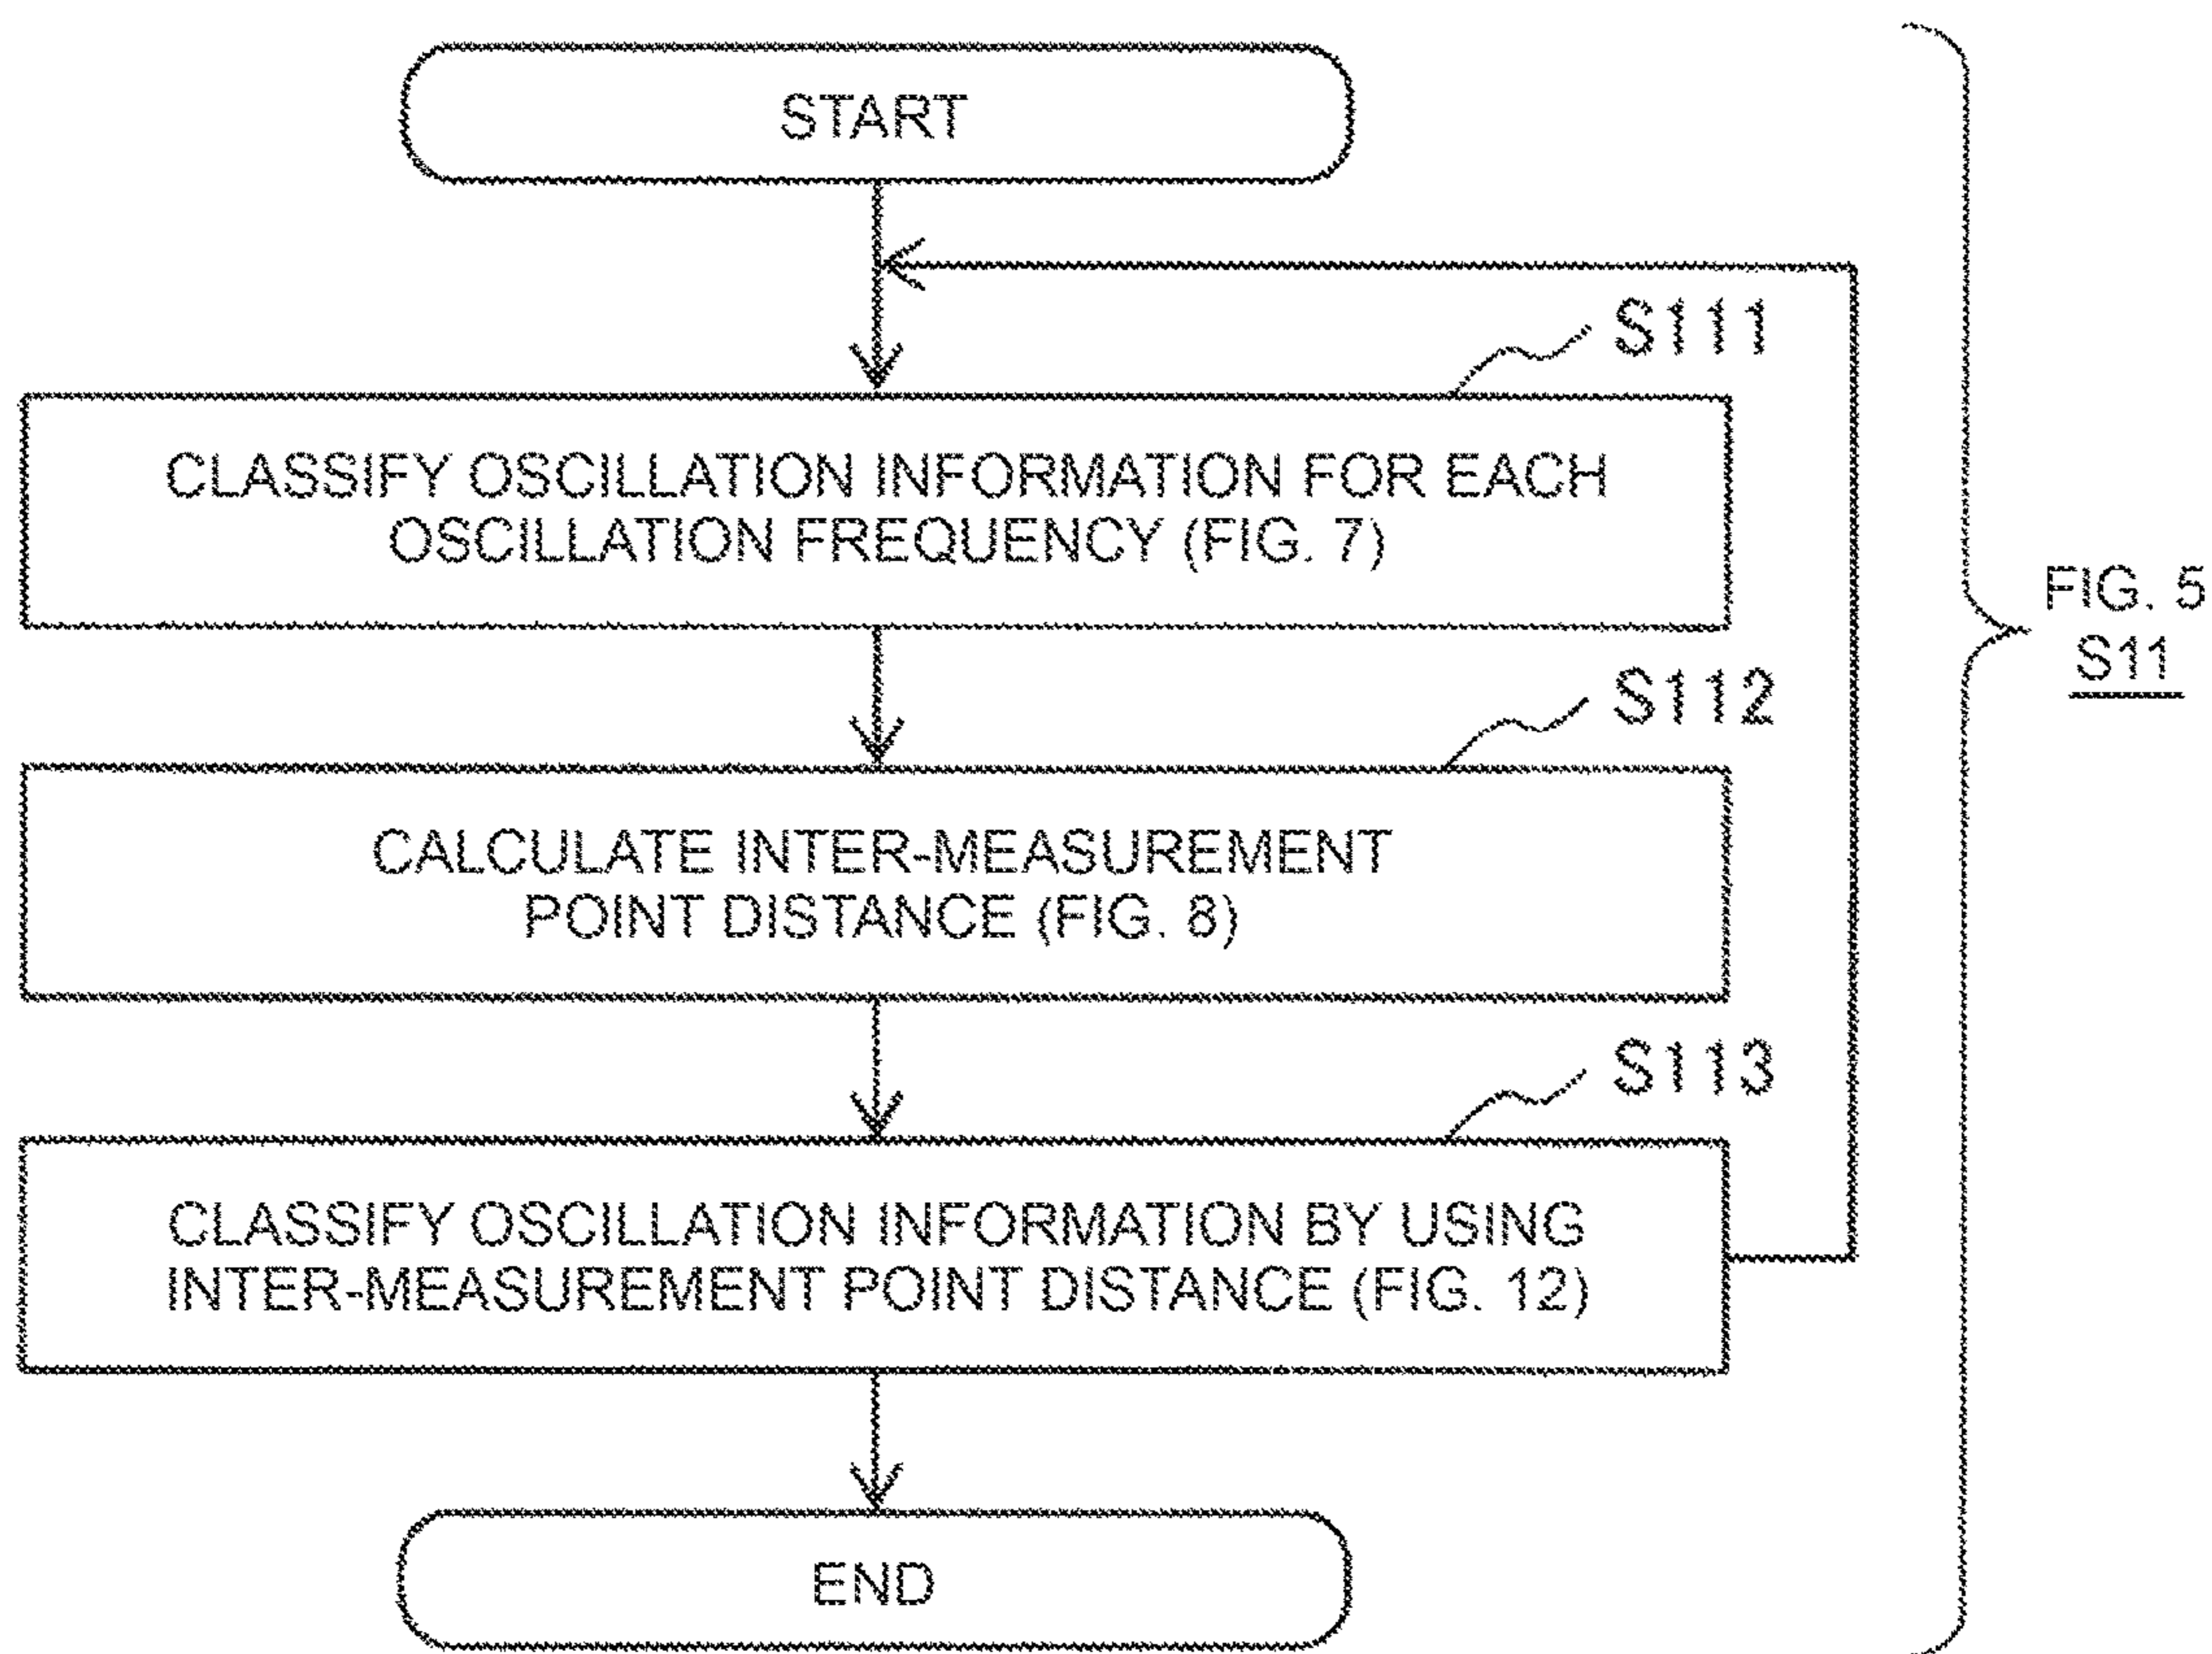 START
S111
CLASSIFY OSCILLATION INFORMATION FOR EACH
OSCILLATION FREQUENCY (FIG. 7)
S112
CALCULATE INTER-MEASUREMENT
POINT DISTANCE (FIG. 8)
S113
CLASSIFY OSCILLATION INFORMATION BY USING
INTER-MEASUREMENT POINT DISTANCE (FIG. 12)
END
FIG. 5
S11